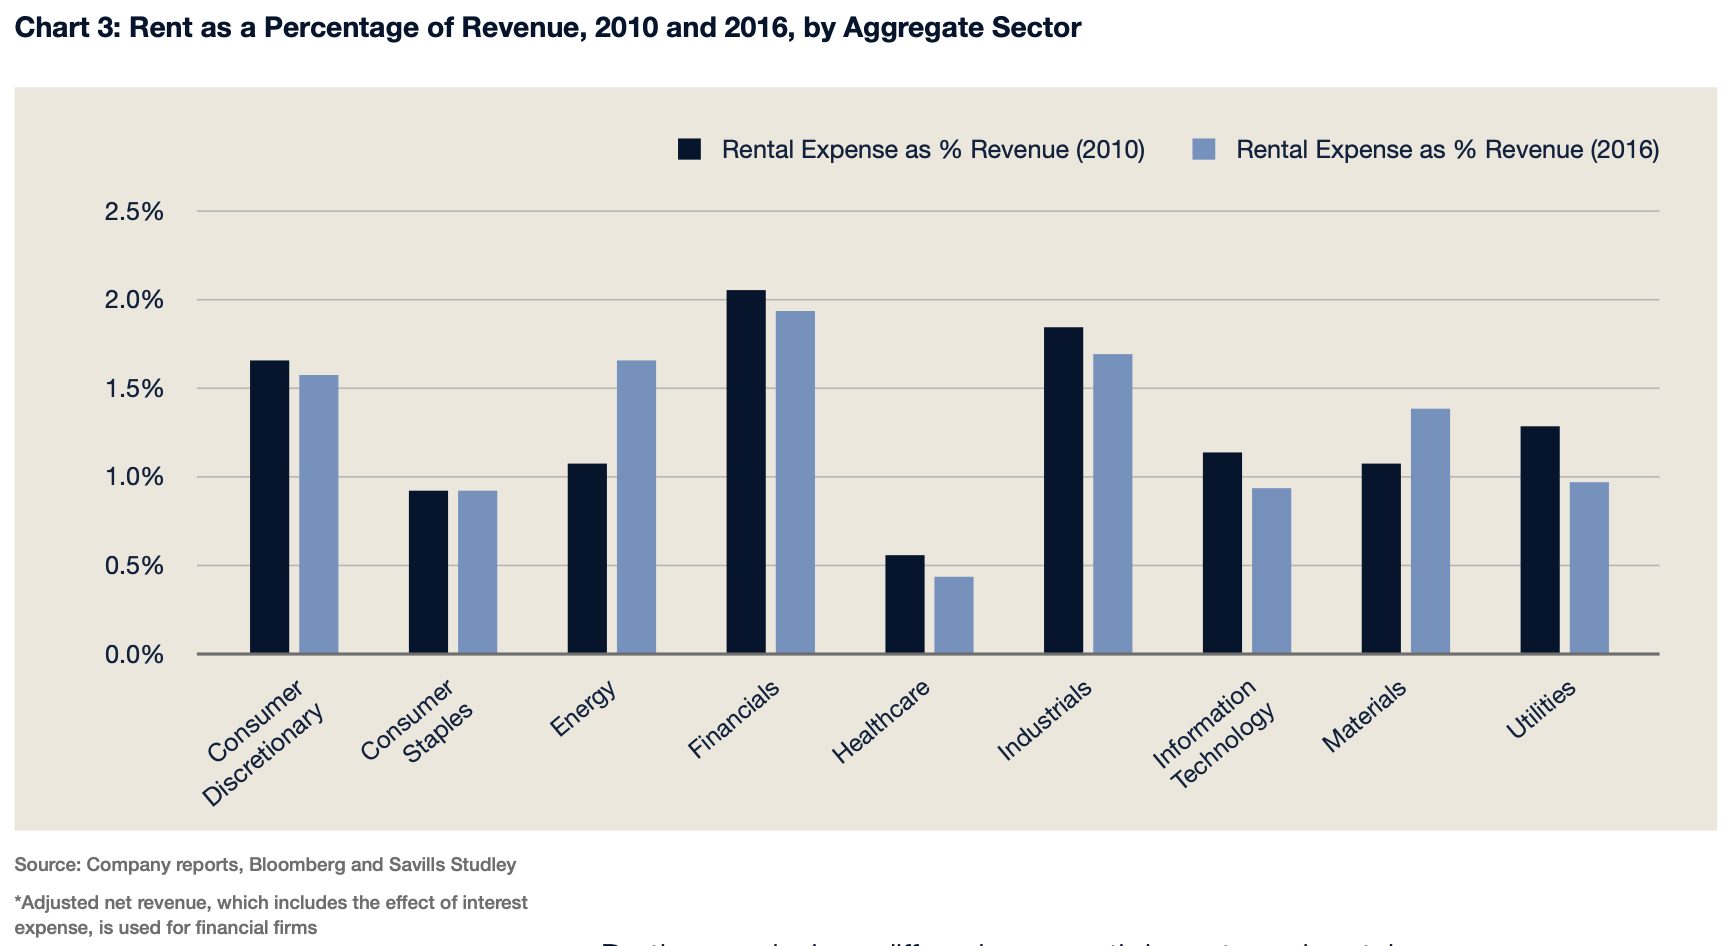 Chart 3: Rent as a Percentage of Revenue, 2010 and 2016, by Aggregate Sector
Rental Expense as % Revenue (2010)
Rental Expense as % Revenue (2016)
2.5%
2.0%
1.5%
1.0%
0.5%
0.0%
Consumer
Discretionary
Consumer
Staples
Energy
Financials
Healthcare
Industrials
Information
Technology
Materials
Utilities
Source: Company reports, Bloomberg and Savills Studley
*Adjusted net revenue, which includes the effect of interest
expense, is used for financial firms